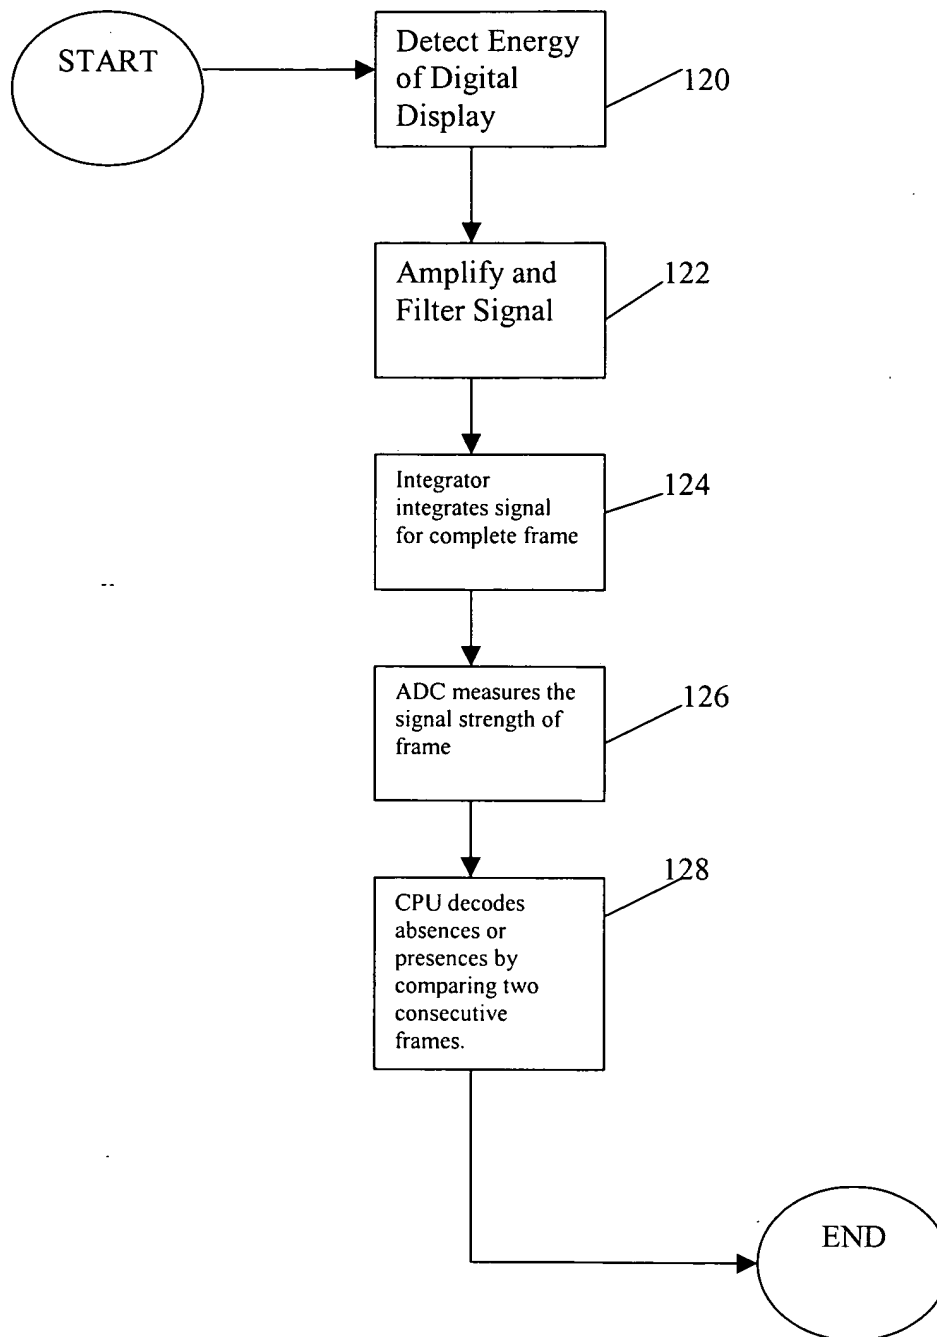 START
Detect Energy
of Digital
Display
120
Amplify and
Filter Signal
122
Integrator
integrates signal
for complete frame
124
ADC measures the
signal strength of
frame
126
CPU decodes
absences or
presences by
comparing two
consecutive
frames.
128
END